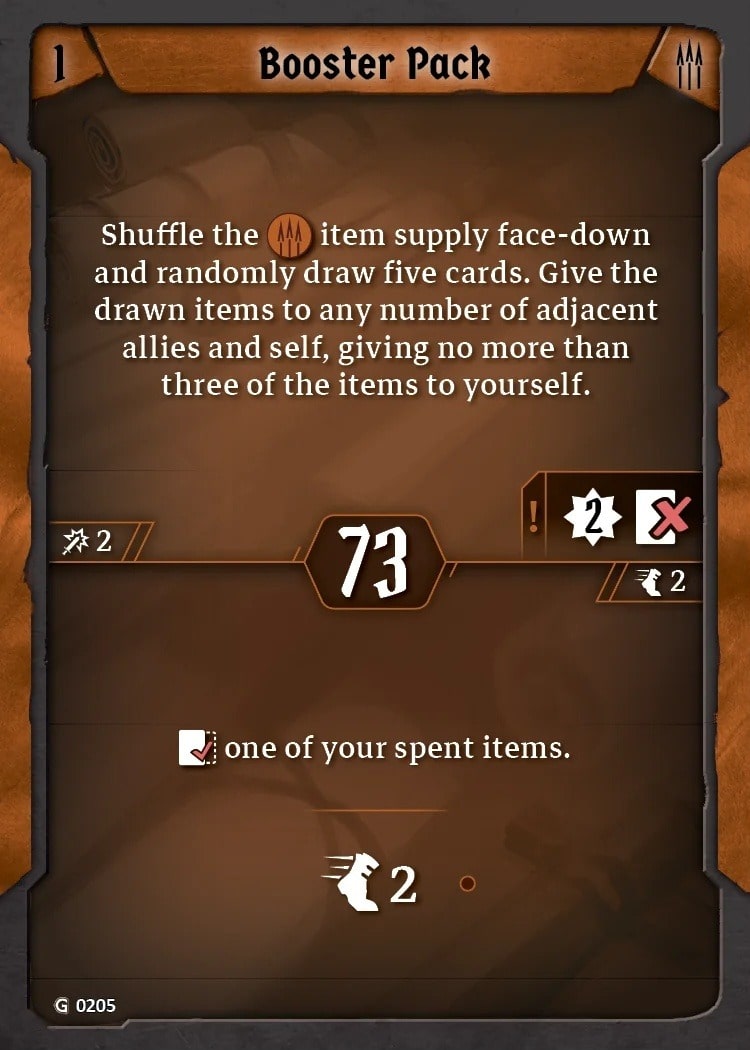 1
Booster Pack
Shuffle the item supply face-down
and randomly draw five cards. Give the
drawn items to any number of adjacent
allies and self, giving no more than
three of the items to yourself.
! 2
2
73
2
one of your spent items.
2
G 0205